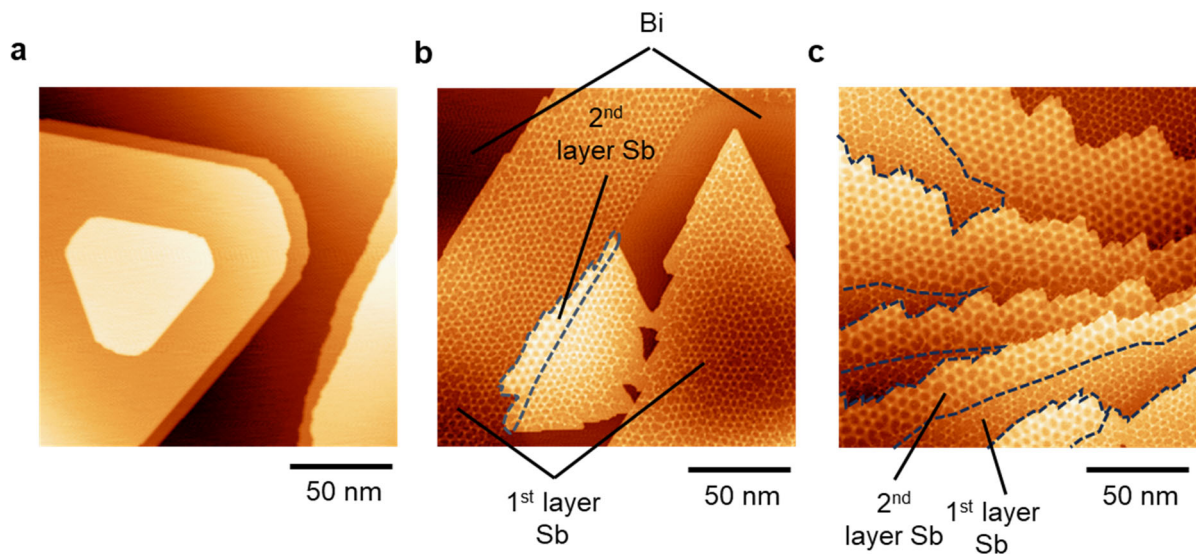 Bi
a
b
c
2nd
layer Sb
50 nm
50 nm
50 nm
1st layer
Sb
2nd
layer Sb
1st layer
Sb